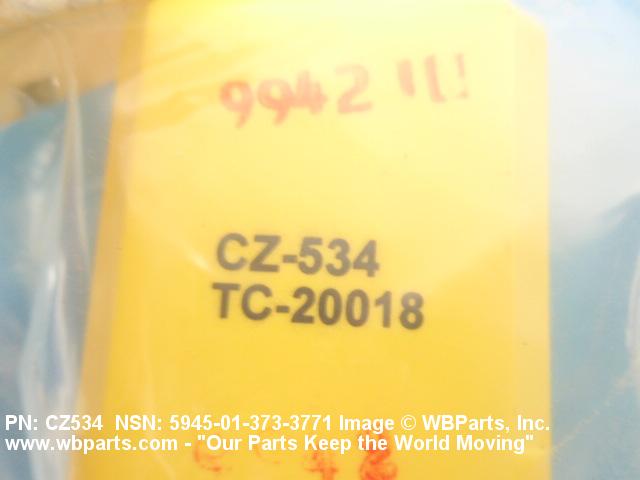 9942
CZ-534
TC-20018
PN: CZ534 NSN: 5945-01-373-3771 Image © WBParts, Inc.
www.wbparts.com - "Our Parts Keep the World Moving"